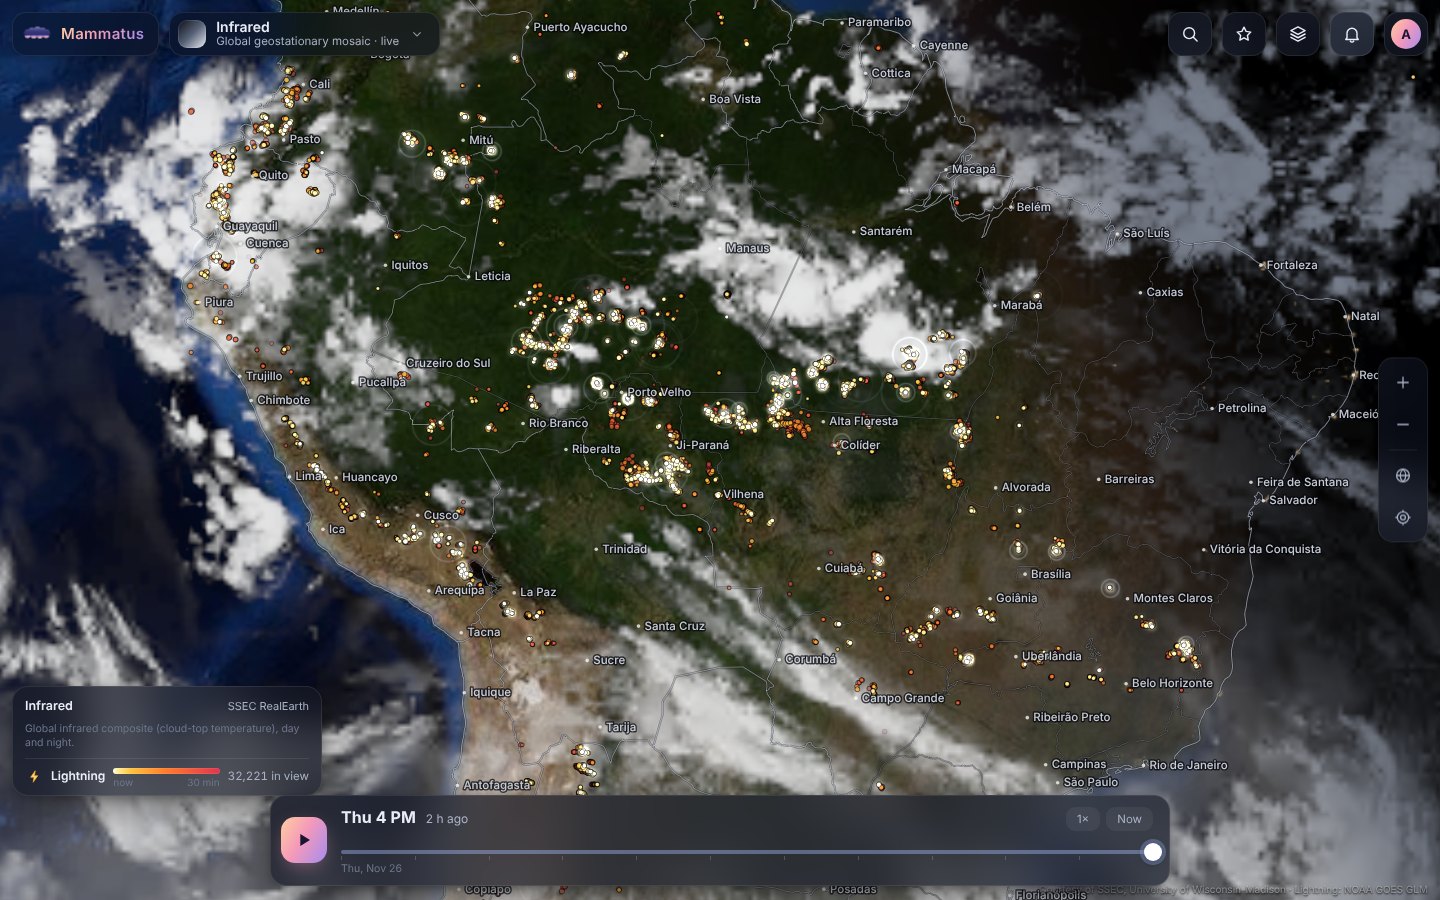 Mammatus
Infrared
Global geostationary mosaic · live
A
Medellín
Puerto Ayacucho
Paramaribo
Cayenne
Bogotá
Cali
Cottica
Boa Vista
Pasto
Mitú
Quito
Macapá
Belém
Guayaquil
Cuenca
Manaus
Santarém
São Luís
Iquitos
Leticia
Fortaleza
Piura
Marabá
Caxias
Natal
Cruzeiro do Sul
Trujillo
Pucallpa
Chimbote
Porto Velho
Rec
Petrolina
Maceió
Rio Branco
Alta Floresta
Riberalta
Ji-Paraná
Colíder
Lima
Huancayo
Vilhena
Alvorada
Barreiras
Feira de Santana
Salvador
Cusco
Ica
Trinidad
Cuiabá
Brasília
Vitória da Conquista
Arequipa
La Paz
Goiânia
Montes Claros
Tacna
Santa Cruz
Sucre
Corumbá
Uberlândia
Belo Horizonte
Iquique
Campo Grande
Ribeirão Preto
Tarija
Campinas
Rio de Janeiro
São Paulo
Antofagasta
Infrared
SSEC RealEarth
Global infrared composite (cloud-top temperature), day
and night.
Lightning
now
30 min
32,221 in view
Thu 4 PM
2 h ago
1×
Now
Thu, Nov 26
Copiapó
Posadas
Florianópolis
Courtesy of SSEC, University of Wisconsin-Madison · Lightning: NOAA GOES GLM